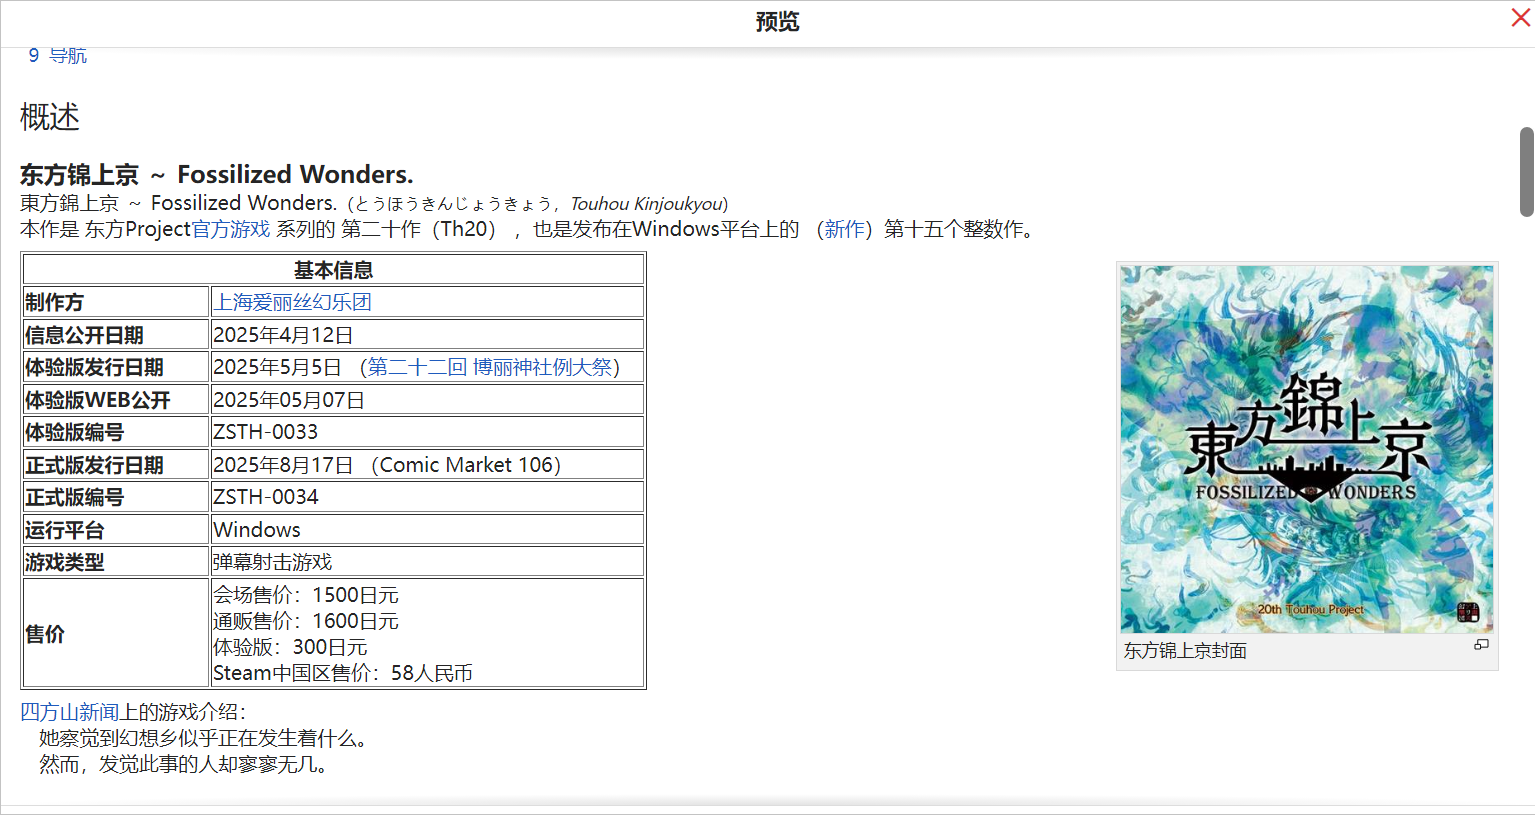 预览
9 导航
概述
东方锦上京 ~ Fossilized Wonders.
東方錦上京 ~ Fossilized Wonders.（とうほうきんじょうきょう，Touhou Kinjoukyou）
本作是 东方Project官方游戏 系列的 第二十作（Th20），也是发布在Windows平台上的 （新作）第十五个整数作。
基本信息
制作方 上海爱丽丝幻乐团
信息公开日期 2025年4月12日
体验版发行日期 2025年5月5日 （第二十二回 博丽神社例大祭）
体验版WEB公开 2025年05月07日
体验版编号 ZSTH-0033
正式版发行日期 2025年8月17日 （Comic Market 106）
正式版编号 ZSTH-0034
运行平台 Windows
游戏类型 弹幕射击游戏
售价
会场售价：1500日元
通贩售价：1600日元
体验版：300日元
Steam中国区售价：58人民币
東方錦上京
FOSSILIZED WONDERS
20th Touhou Project
东方锦上京封面
四方山新闻上的游戏介绍：
她察觉到幻想乡似乎正在发生着什么。
然而，发觉此事的人却寥寥无几。